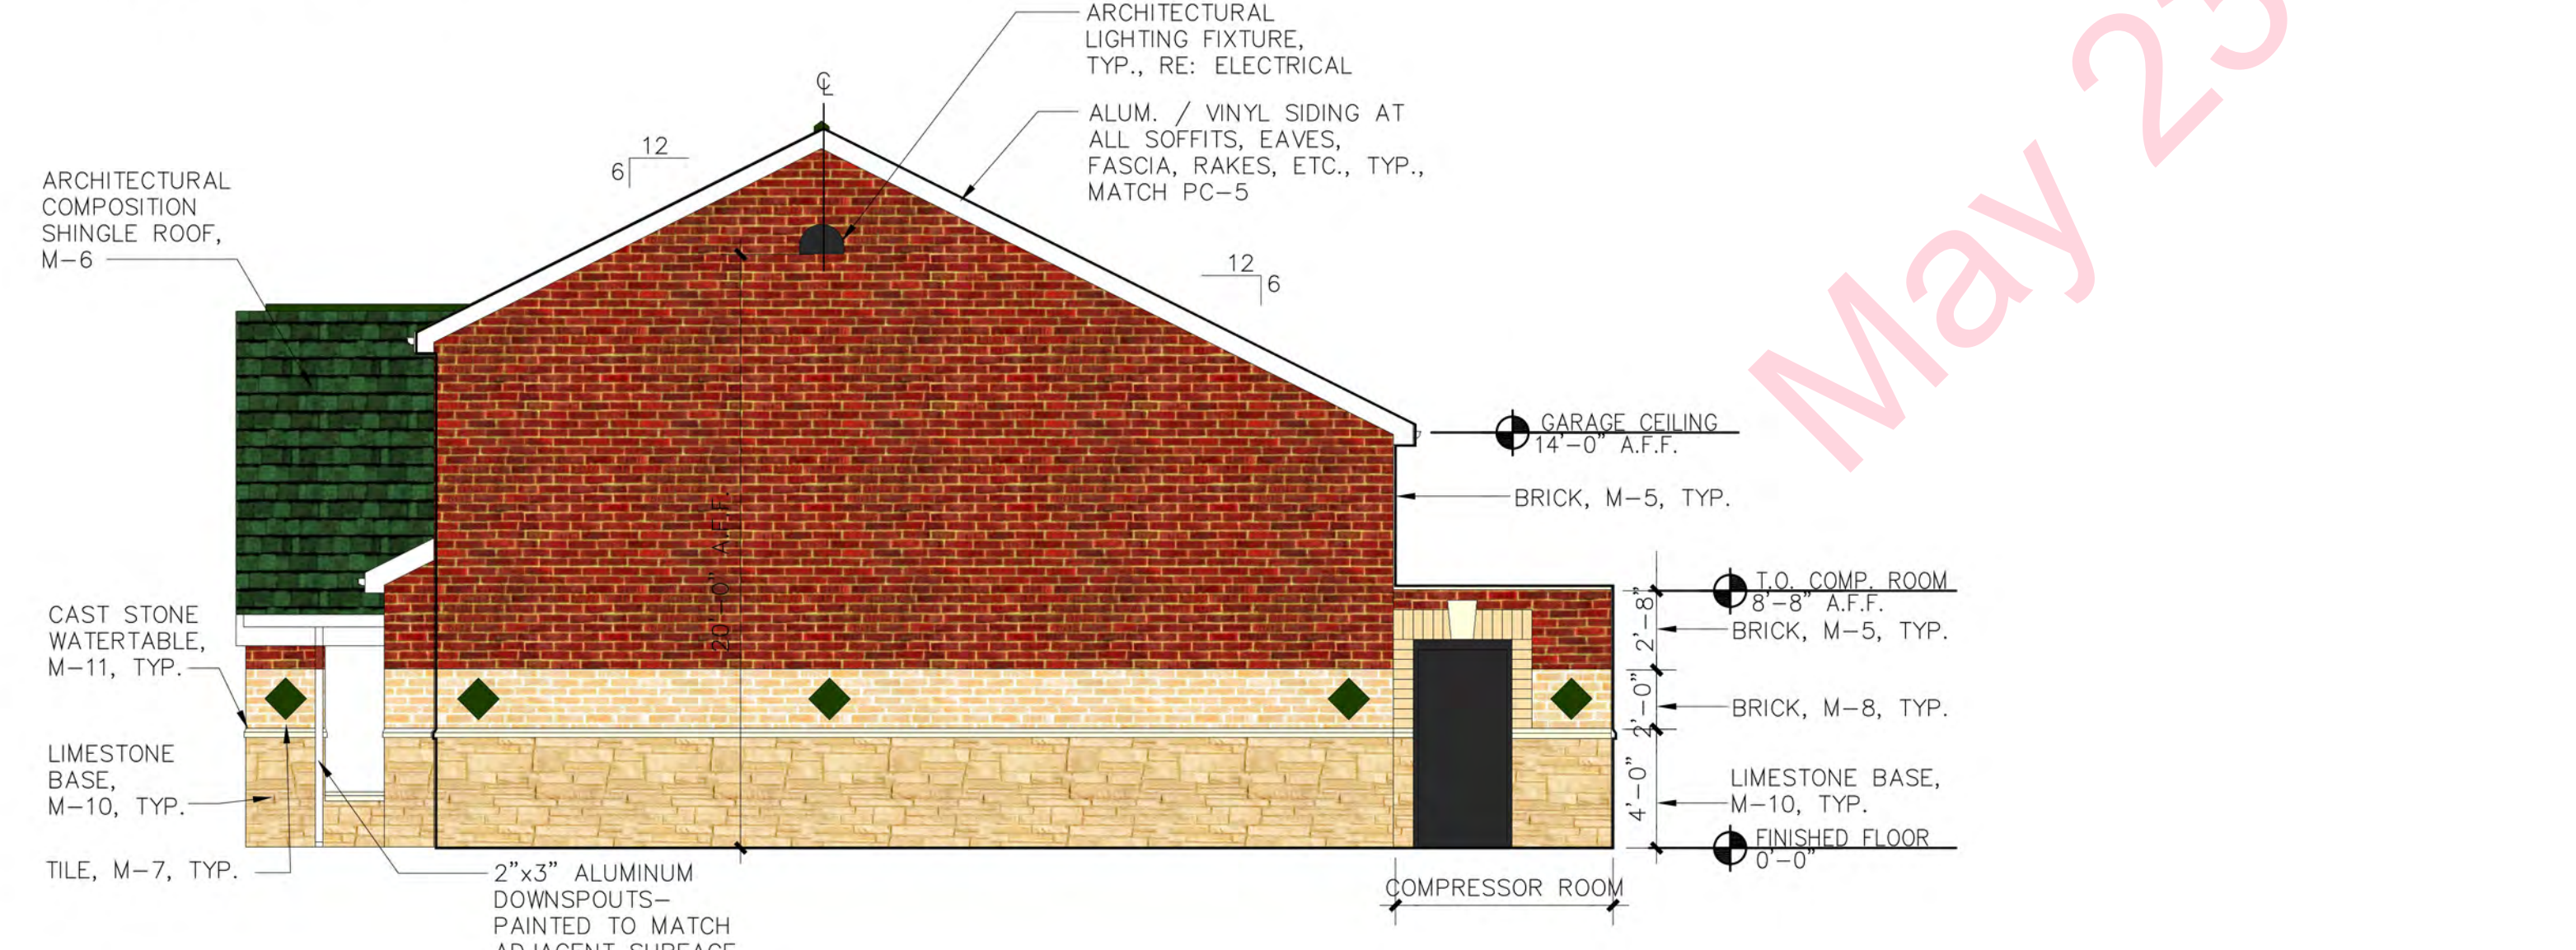 ARCHITECTURAL
LIGHTING FIXTURE,
TYP., RE: ELECTRICAL
ALUM. / VINYL SIDING AT
ALL SOFFITS, EAVES,
FASCIA, RAKES, ETC., TYP.,
MATCH PC-5
℄
12
6
12
6
ARCHITECTURAL
COMPOSITION
SHINGLE ROOF,
M-6
May 23
GARAGE CEILING
14'-0" A.F.F.
BRICK, M-5, TYP.
20'-0" A.F.F.
T.O. COMP. ROOM
8'-8" A.F.F.
BRICK, M-5, TYP.
2'-8"
CAST STONE
WATERTABLE,
M-11, TYP.
BRICK, M-8, TYP.
2'-0"
LIMESTONE
BASE,
M-10, TYP.
LIMESTONE BASE,
M-10, TYP.
4'-0"
FINISHED FLOOR
0'-0"
TILE, M-7, TYP.
2"x3" ALUMINUM
DOWNSPOUTS-
PAINTED TO MATCH
ADJACENT SURFACE
COMPRESSOR ROOM